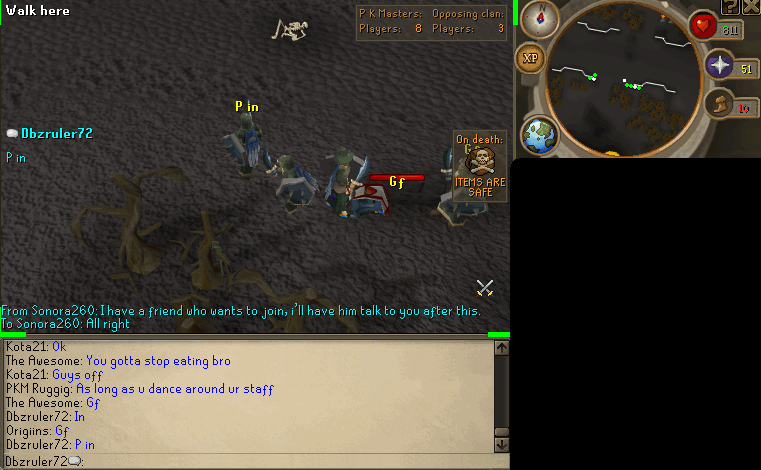 Walk here
P K Masters: Opposing clan:
Players: 8 Players: 3
N
XP
51
P in
Dbzruler72
P in
Gf
On death:
ITEMS ARE
SAFE
From Sonora260: I have a friend who wants to join, i'll have him talk to you after this.
To Sonora260: All right
Kota21: Ok
The Awesome: You gotta stop eating bro
Kota21: Guys off
PKM Ruggig: As long as u dance around ur staff
The Awesome: Gf
Dbzruler72: In
Origiins: Gf
Dbzruler72: P in
Dbzruler72: